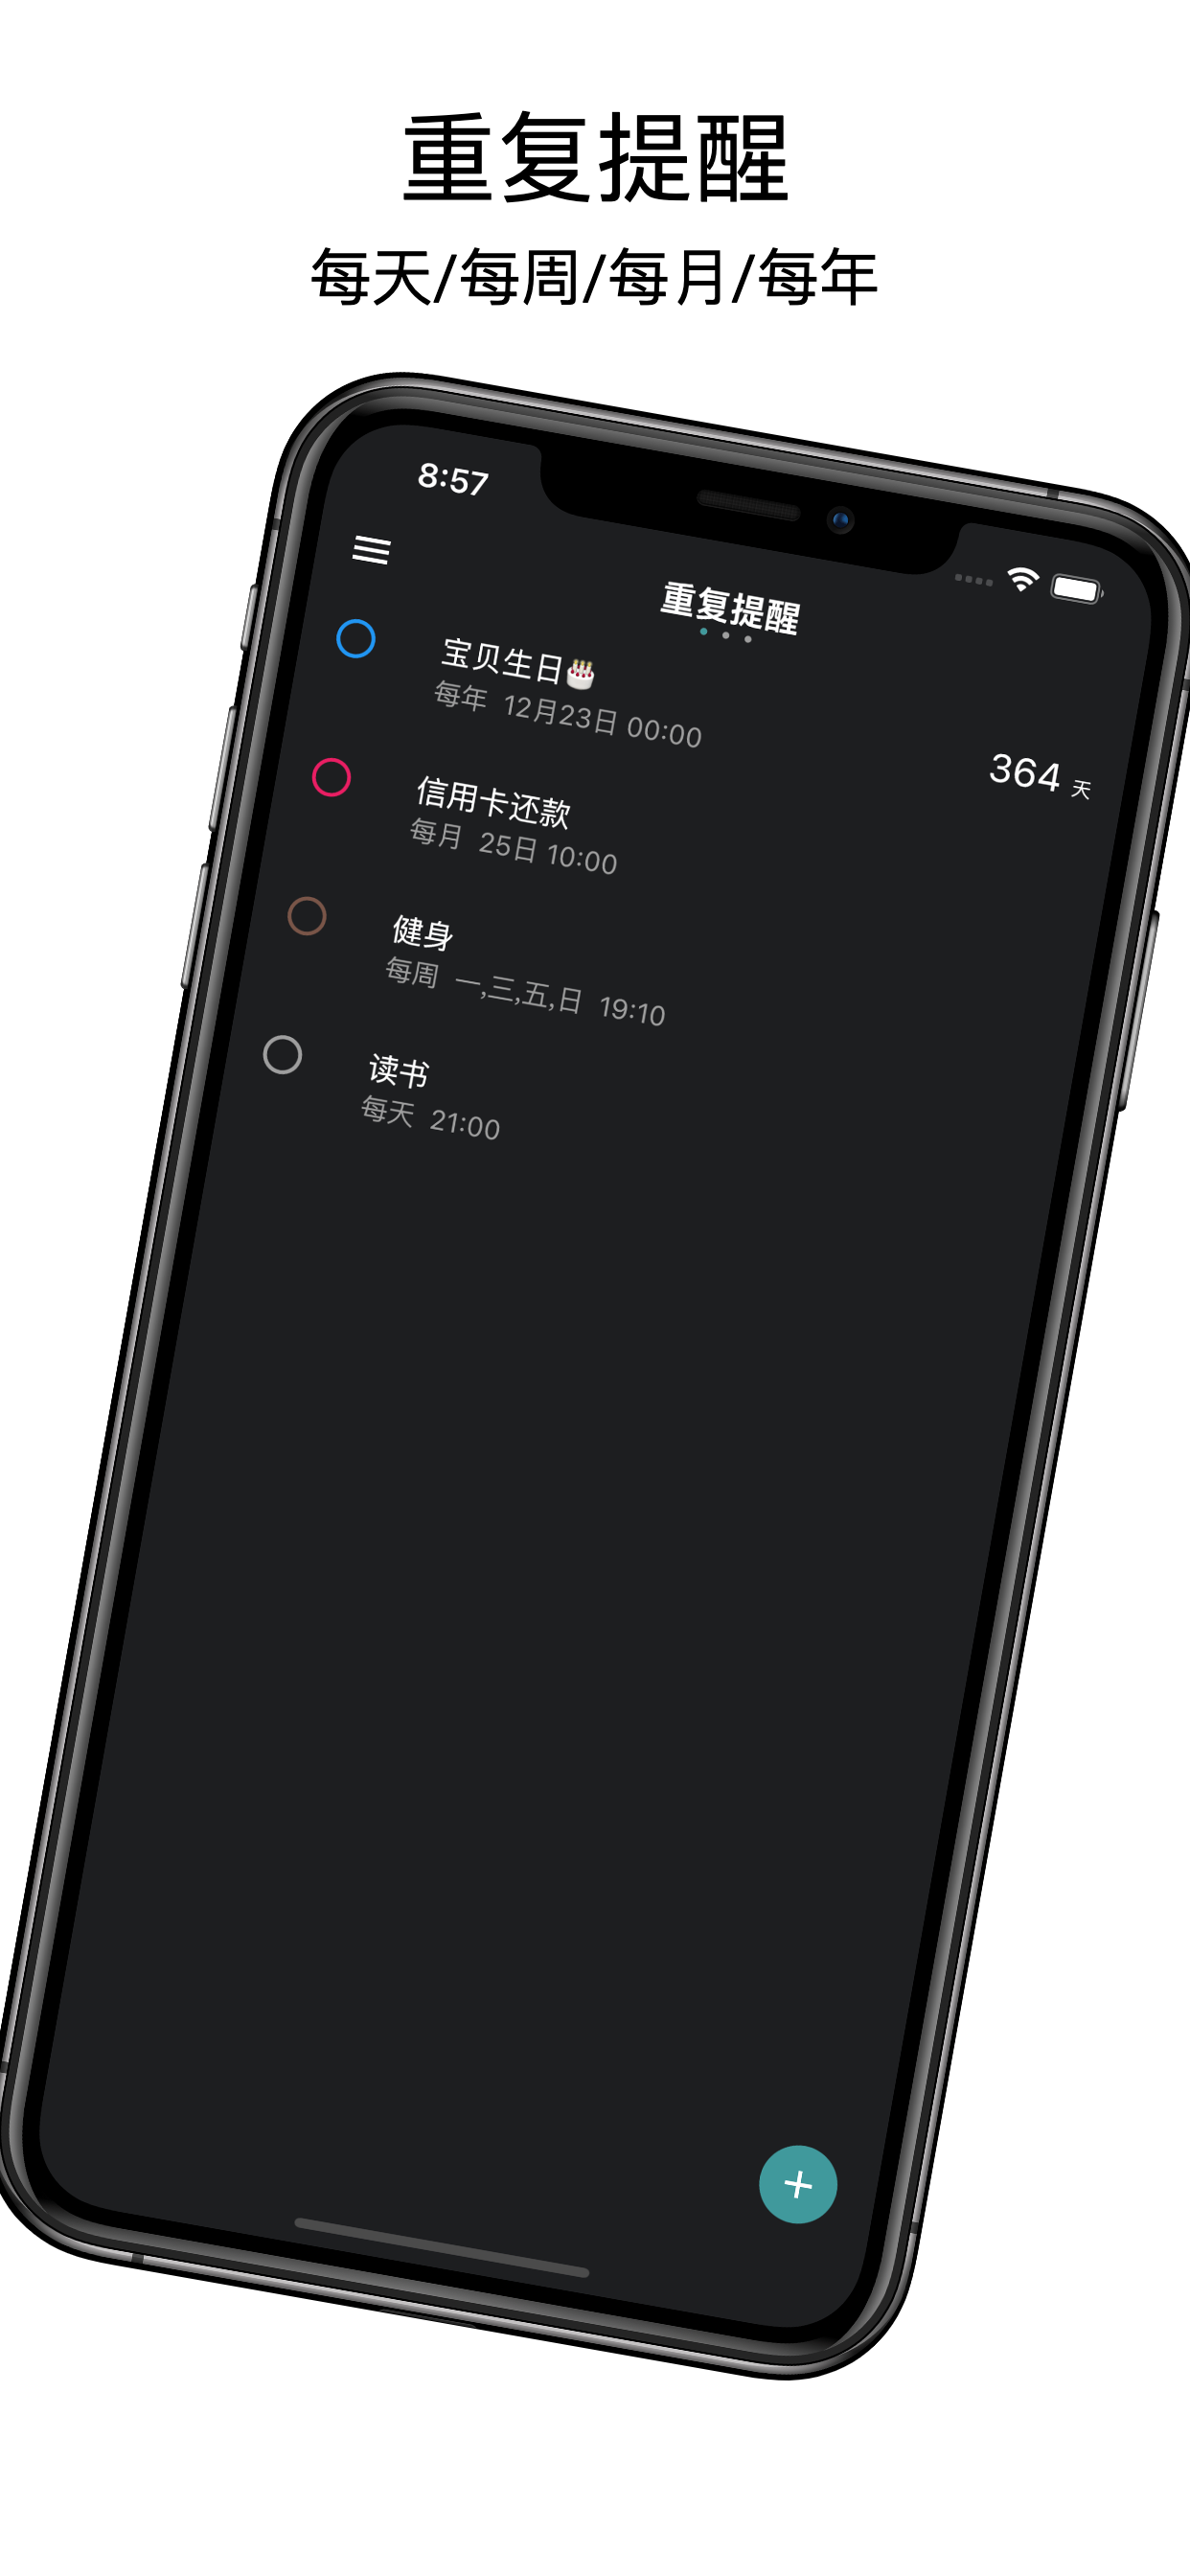 重复提醒
每天/每周/每月/每年
8:57
重复提醒
宝贝生日🎂
每年 12月23日 00:00
364 天
信用卡还款
每月 25日 10:00
健身
每周 一,三,五,日 19:10
读书
每天 21:00